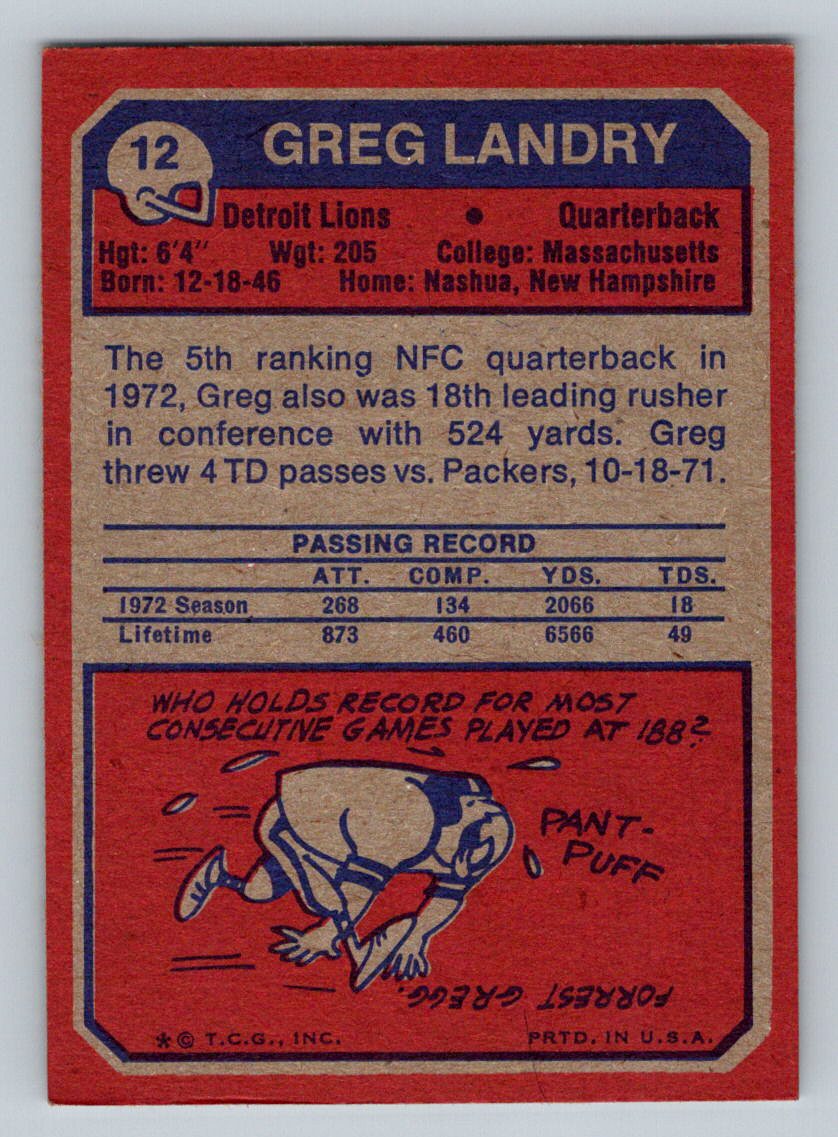 12
GREG LANDRY
Detroit Lions • Quarterback
Hgt: 6'4" Wgt: 205 College: Massachusetts
Born: 12-18-46 Home: Nashua, New Hampshire
The 5th ranking NFC quarterback in
1972, Greg also was 18th leading rusher
in conference with 524 yards. Greg
threw 4 TD passes vs. Packers, 10-18-71.
PASSING RECORD
ATT. COMP. YDS. TDS.
1972 Season 268 134 2066 18
Lifetime 873 460 6566 49
WHO HOLDS RECORD FOR MOST
CONSECUTIVE GAMES PLAYED AT 188?
PANT-
PUFF
FORREST GREGG.
* © T.C.G., INC. PRTD. IN U.S.A.